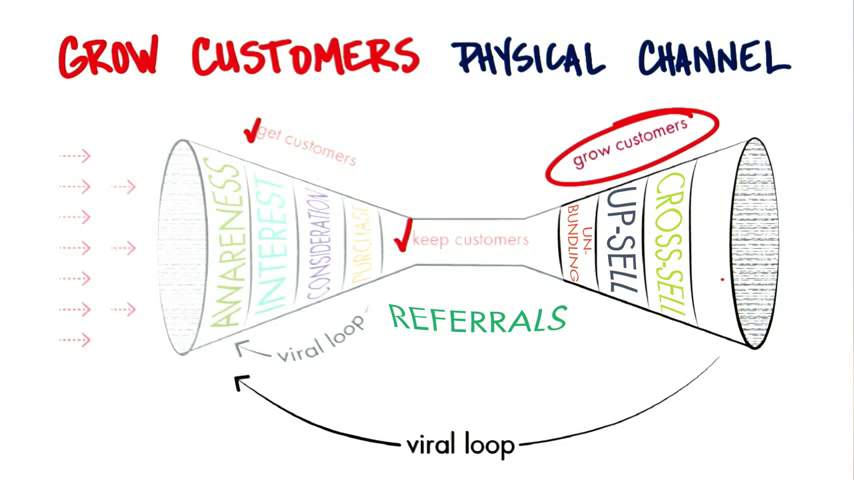 GROW CUSTOMERS PHYSICAL CHANNEL
get customers
grow customers
AWARENESS
INTEREST
CONSIDERATION
PURCHASE
keep customers
UN-
BUNDLING
UP-SELL
CROSS-SELL
REFERRALS
viral loop
viral loop